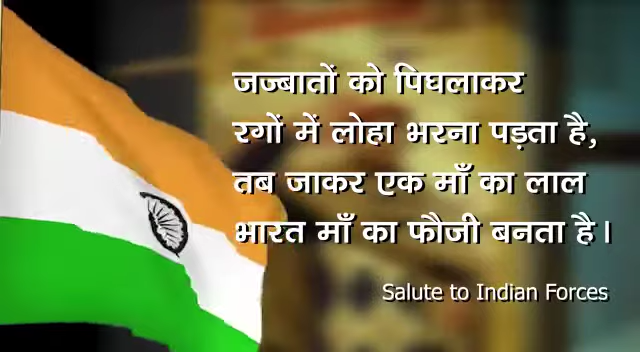 जज्बातों को पिघलाकर
रगों में लोहा भरना पड़ता है,
तब जाकर एक माँ का लाल
भारत माँ का फौजी बनता है।
Salute to Indian Forces